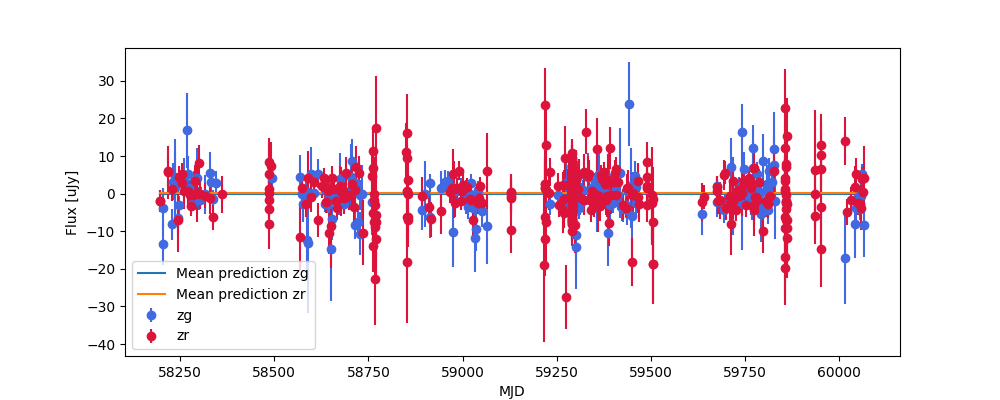 Flux [uJy]
30
20
10
0
−10
−20
−30
−40
Mean prediction zg
Mean prediction zr
zg
zr
58250 58500 58750 59000 59250 59500 59750 60000
MJD